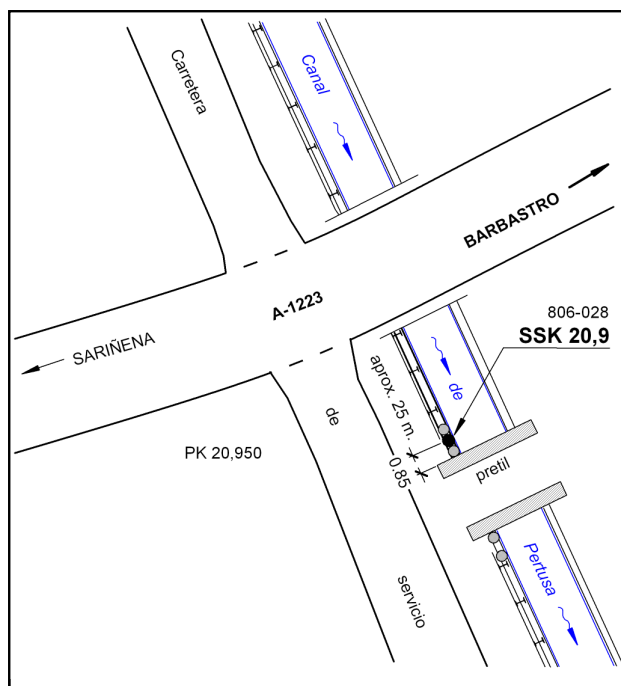 Carretera
Canal
BARBASTRO
A-1223
SARIÑENA
806-028
SSK 20,9
aprox. 25 m.
de
de
PK 20,950
0.85
pretil
Pertusa
servicio